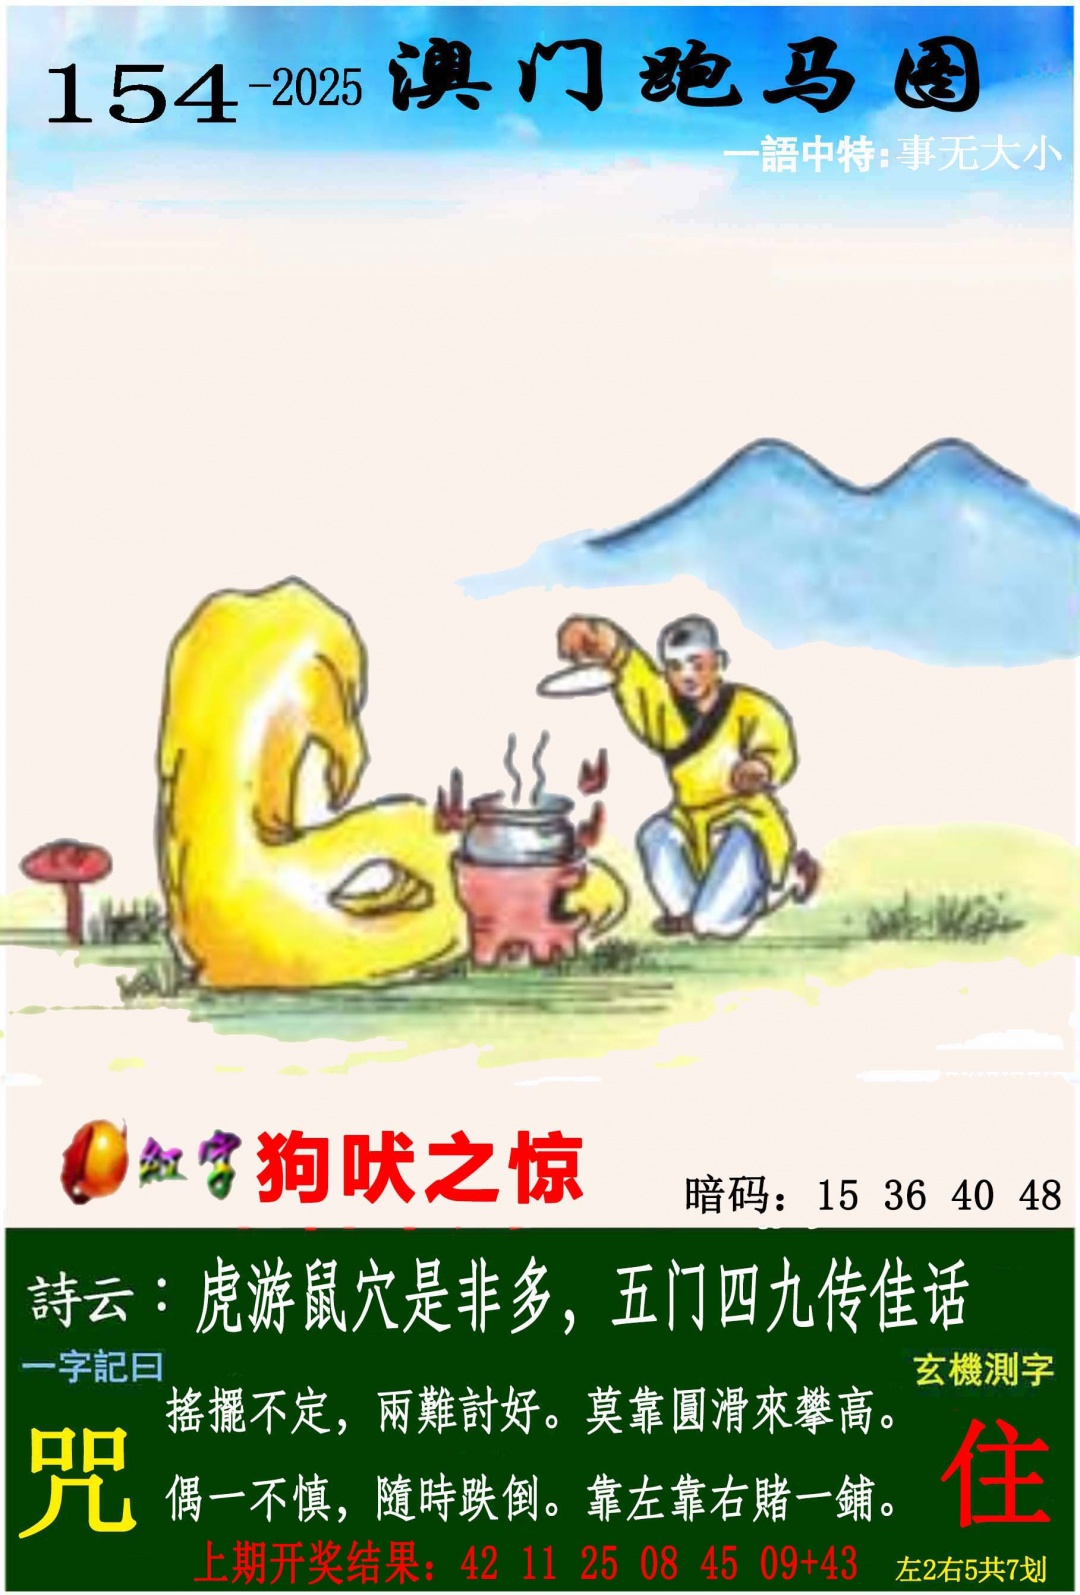 154-2025 澳门跑马图
一語中特:事无大小
红字 狗吠之惊
暗码：15 36 40 48
詩云：虎游鼠穴是非多，五门四九传佳话
一字記日
玄機測字
咒
搖擺不定，兩難討好。莫靠圓滑來攀高。
偶一不慎，隨時跌倒。靠左靠右賭一鋪。
住
上期开奖结果：42 11 25 08 45 09+43
左2右5共7划